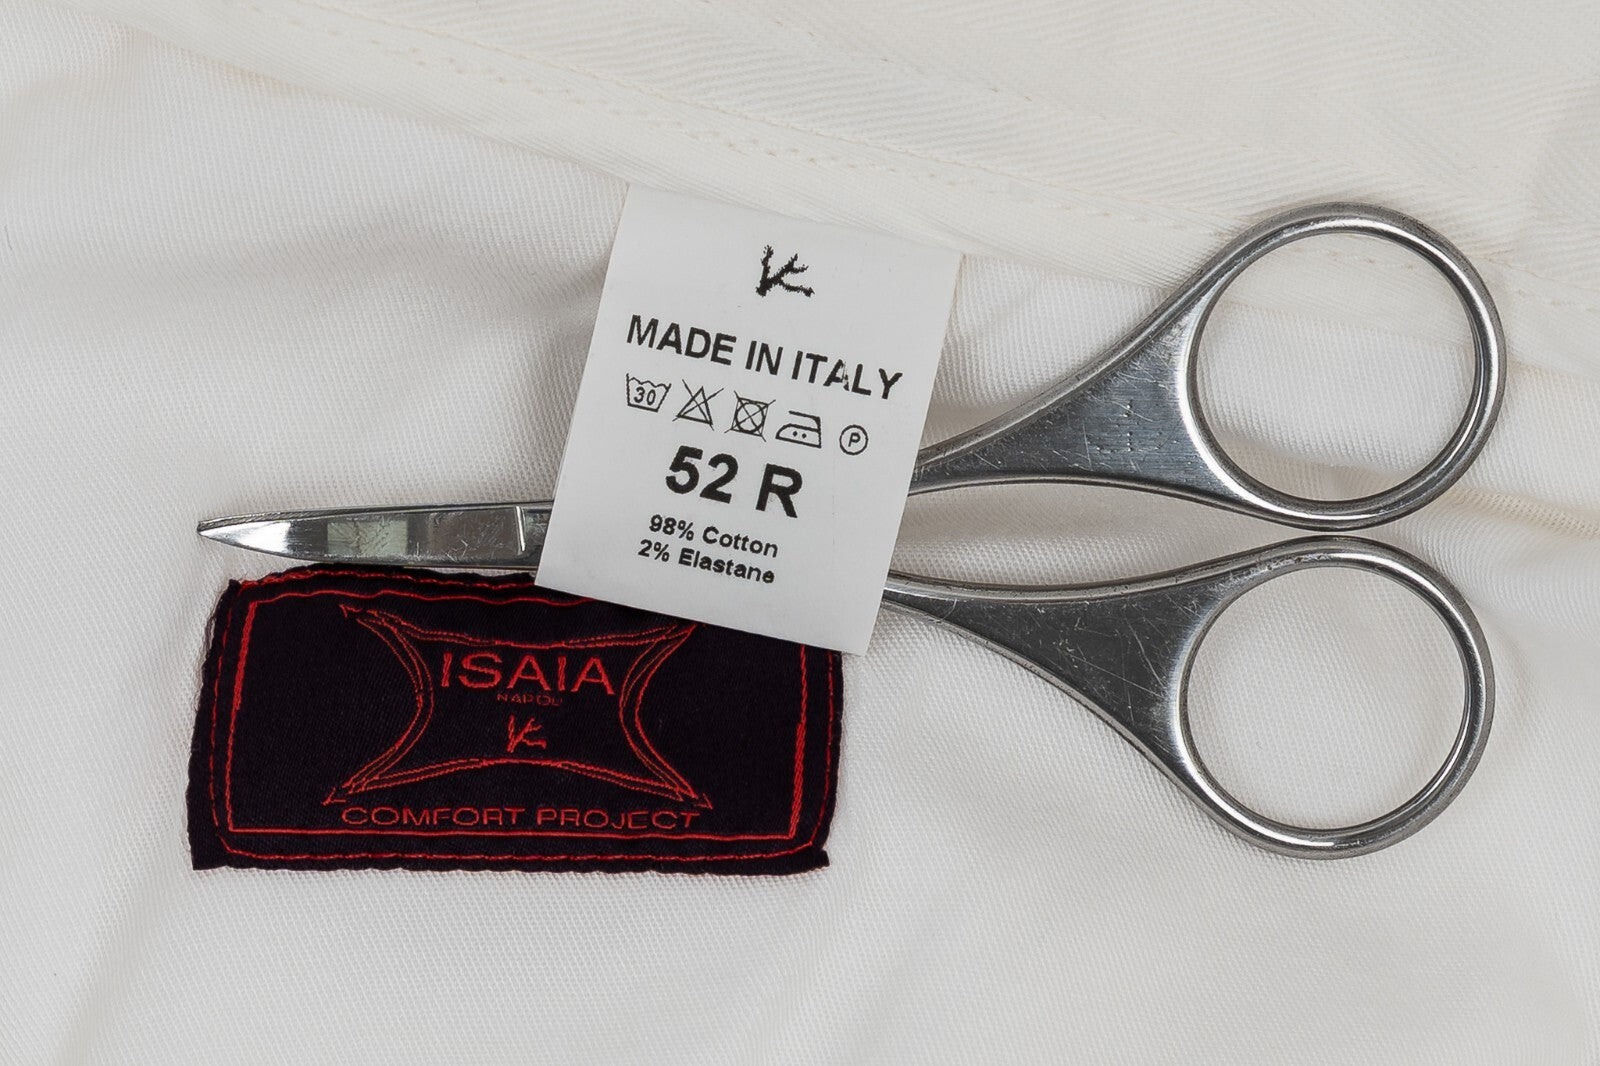 MADE IN ITALY
30
P
52 R
98% Cotton
2% Elastane
ISAIA
NAPOLI
COMFORT PROJECT